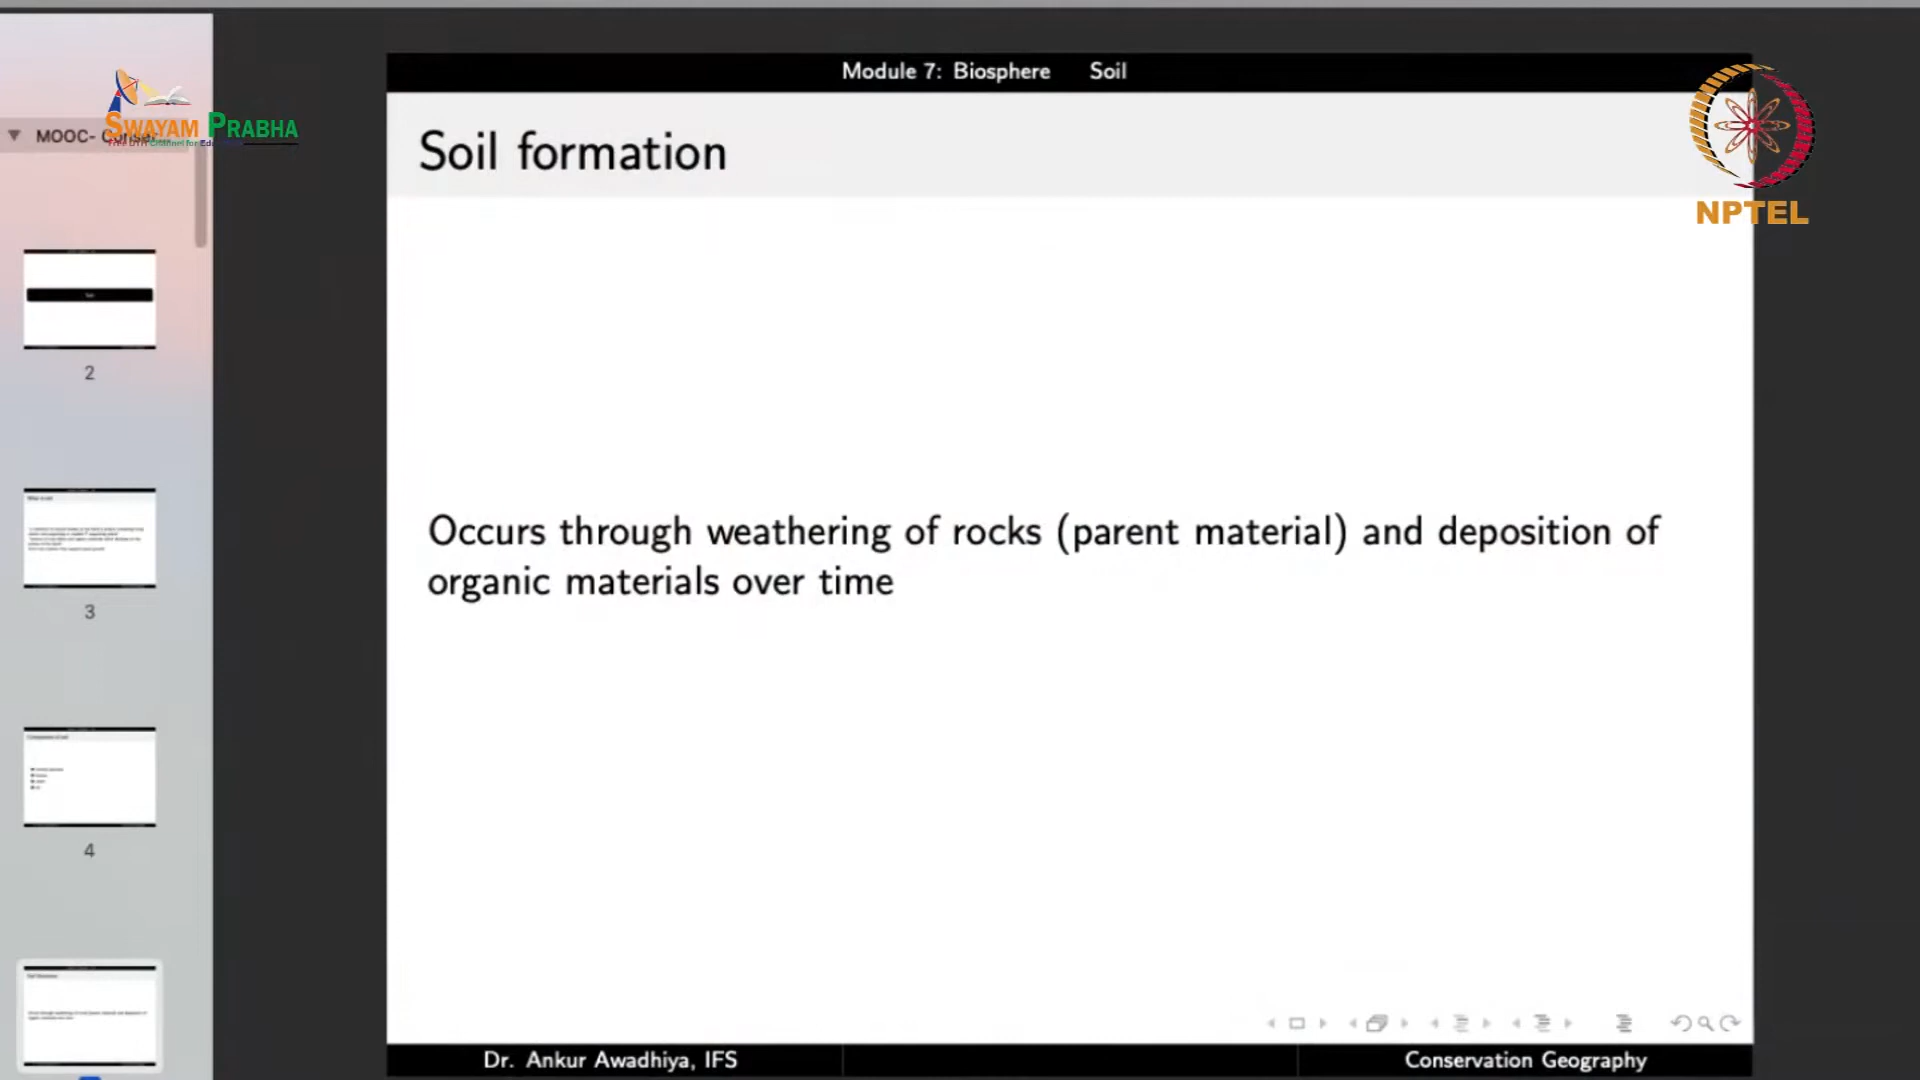 Module 7: Biosphere Soil
SWAYAM PRABHA
MOOC- Conser
Soil formation
NPTEL
2
Occurs through weathering of rocks (parent material) and deposition of
organic materials over time
3
4
Dr. Ankur Awadhiya, IFS
Conservation Geography